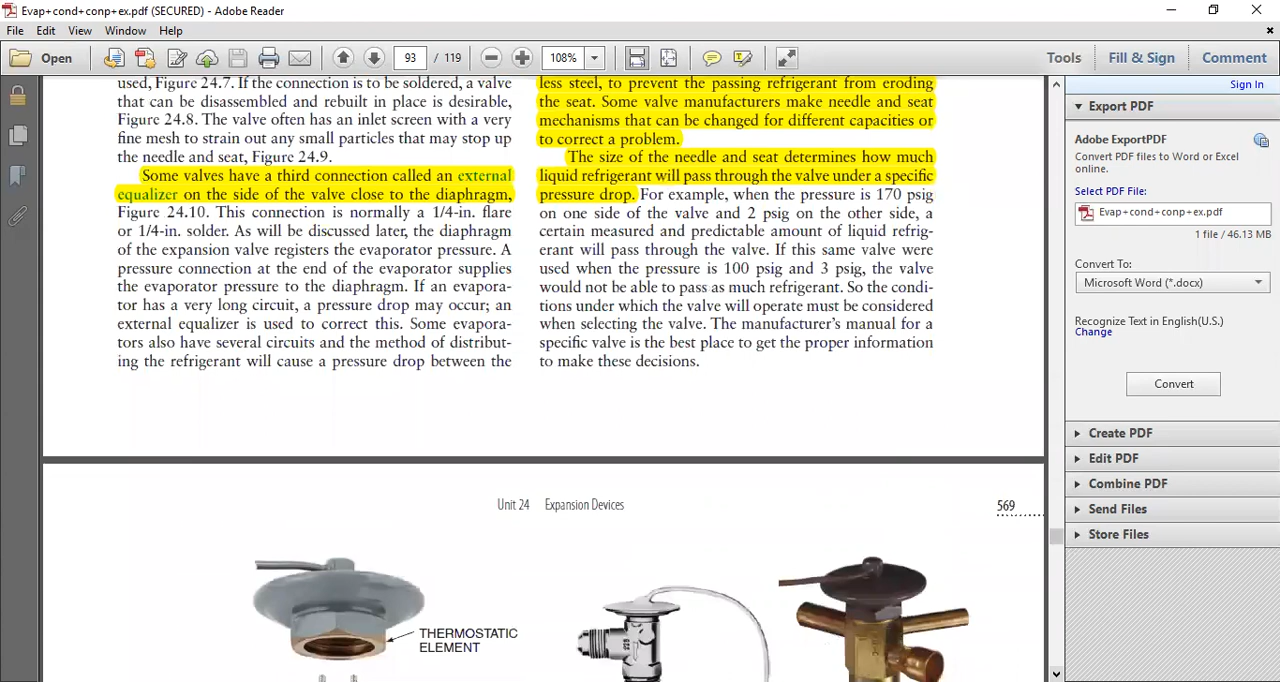 Evap+cond+conp+ex.pdf (SECURED) - Adobe Reader
File Edit View Window Help
Open 93 / 119 108% Tools Fill & Sign Comment
used, Figure 24.7. If the connection is to be soldered, a valve
that can be disassembled and rebuilt in place is desirable,
Figure 24.8. The valve often has an inlet screen with a very
fine mesh to strain out any small particles that may stop up
the needle and seat, Figure 24.9.
Some valves have a third connection called an external
equalizer on the side of the valve close to the diaphragm,
Figure 24.10. This connection is normally a 1/4-in. flare
or 1/4-in. solder. As will be discussed later, the diaphragm
of the expansion valve registers the evaporator pressure. A
pressure connection at the end of the evaporator supplies
the evaporator pressure to the diaphragm. If an evapora-
tor has a very long circuit, a pressure drop may occur; an
external equalizer is used to correct this. Some evapora-
tors also have several circuits and the method of distribut-
ing the refrigerant will cause a pressure drop between the
less steel, to prevent the passing refrigerant from eroding
the seat. Some valve manufacturers make needle and seat
mechanisms that can be changed for different capacities or
to correct a problem.
The size of the needle and seat determines how much
liquid refrigerant will pass through the valve under a specific
pressure drop. For example, when the pressure is 170 psig
on one side of the valve and 2 psig on the other side, a
certain measured and predictable amount of liquid refrig-
erant will pass through the valve. If this same valve were
used when the pressure is 100 psig and 3 psig, the valve
would not be able to pass as much refrigerant. So the condi-
tions under which the valve will operate must be considered
when selecting the valve. The manufacturer's manual for a
specific valve is the best place to get the proper information
to make these decisions.
Unit 24 Expansion Devices 569
THERMOSTATIC
ELEMENT
Sign In
Export PDF
Adobe ExportPDF
Convert PDF files to Word or Excel
online.
Select PDF File:
Evap+cond+conp+ex.pdf
1 file / 46.13 MB
Convert To:
Microsoft Word (*.docx)
Recognize Text in English(U.S.)
Change
Convert
Create PDF
Edit PDF
Combine PDF
Send Files
Store Files